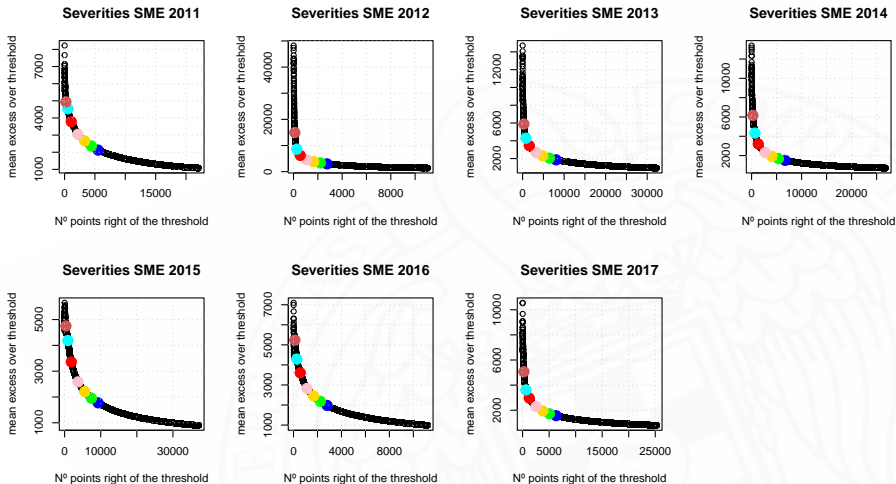 Severities SME 2011
mean excess over threshold
1000
3000
5000
7000
0
5000
15000
Nº points right of the threshold
Severities SME 2012
mean excess over threshold
0
20000
40000
0
4000
8000
Nº points right of the threshold
Severities SME 2013
mean excess over threshold
2000
4000
6000
8000
12000
0
10000
20000
30000
Nº points right of the threshold
Severities SME 2014
mean excess over threshold
2000
6000
12000
0
10000
20000
Nº points right of the threshold
Severities SME 2015
mean excess over threshold
1000
2000
3000
5000
0
10000
30000
Nº points right of the threshold
Severities SME 2016
mean excess over threshold
1000
2000
3000
4000
5000
7000
0
4000
8000
Nº points right of the threshold
Severities SME 2017
mean excess over threshold
2000
4000
6000
10000
0
5000
15000
25000
Nº points right of the threshold